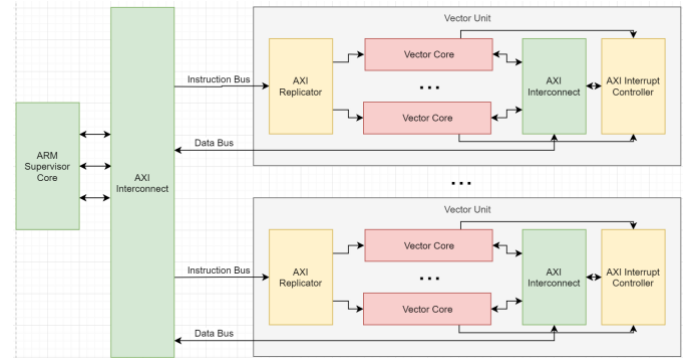 Vector Unit
Vector Core
AXI
Replicator
AXI
Interconnect
AXI Interrupt
Controller
...
Vector Core
Instruction Bus
Data Bus
ARM
Supervisor
Core
AXI
Interconnect
...
Vector Unit
Vector Core
AXI
Replicator
AXI
Interconnect
AXI Interrupt
Controller
...
Vector Core
Instruction Bus
Data Bus